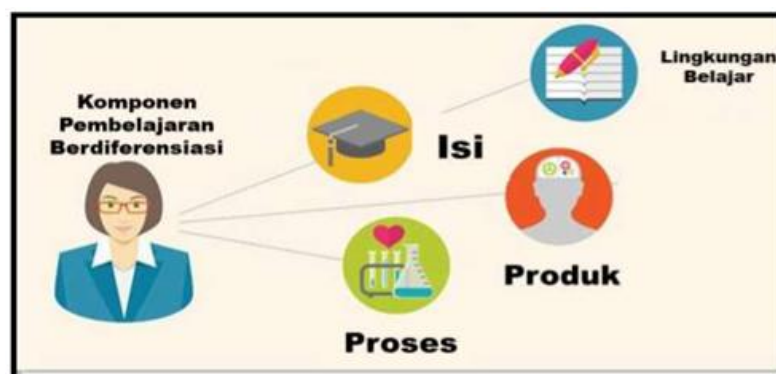 Komponen
Pembelajaran
Berdiferensiasi
Isi
Lingkungan
Belajar
Produk
Proses